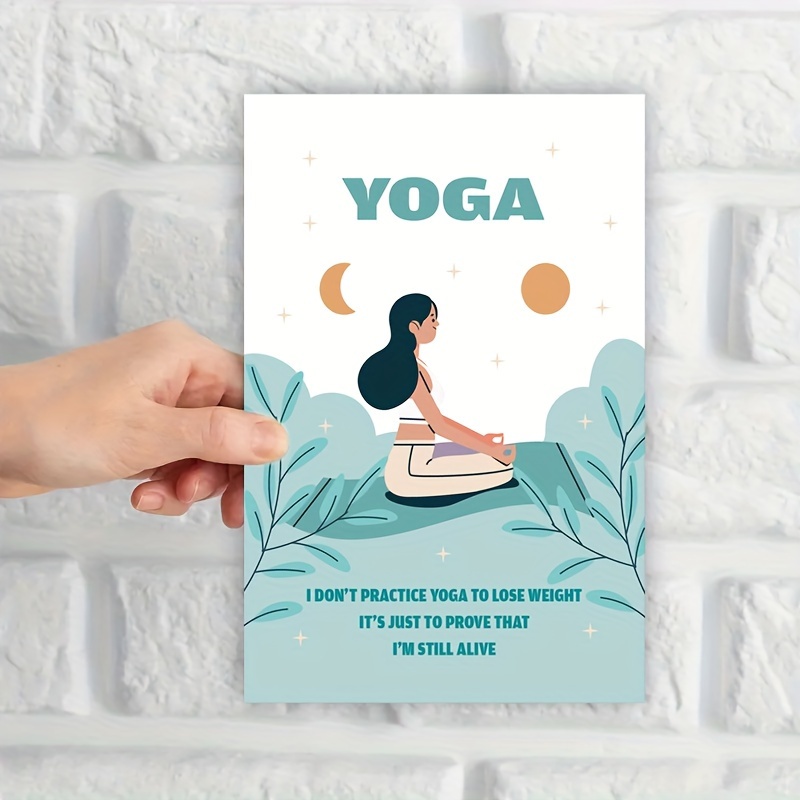 YOGA
I DON'T PRACTICE YOGA TO LOSE WEIGHT
IT'S JUST TO PROVE THAT
I'M STILL ALIVE